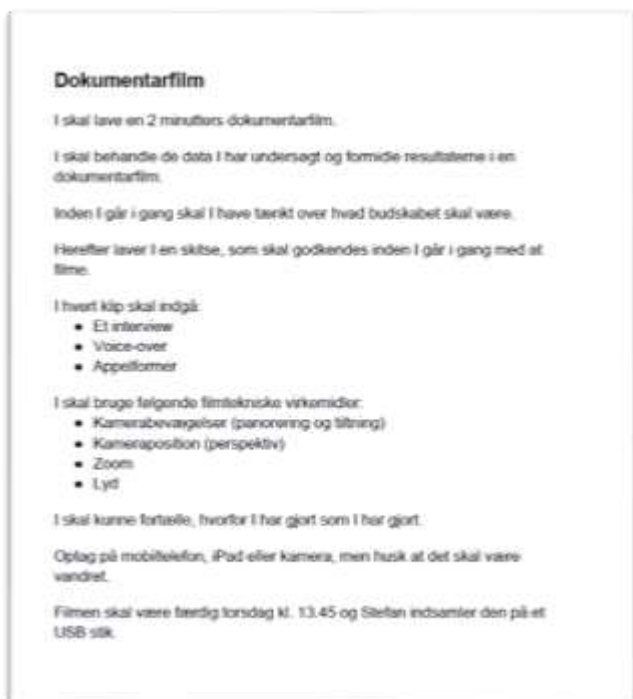 Dokumentarfilm
I skal lave en 2 minutters dokumentarfilm.
I skal behandle de data I har undersøgt og formidle resultaterne i en
dokumentarfilm.
Inden I går i gang skal I have tænkt over hvad budskabet skal være.
Herefter laver I en skitse, som skal godkendes inden I går i gang med at
filme.
I hvert klip skal indgå:
• Et interview
• Voice-over
• Appelformer
I skal bruge følgende filmtekniske virkemidler:
• Kamerabevægelser (panorering og tiltning)
• Kameraposition (perspektiv)
• Zoom
• Lyd
I skal kunne fortælle, hvorfor I har gjort som I har gjort.
Optag på mobiltelefon, iPad eller kamera, men husk at det skal være
vandret.
Filmen skal være færdig torsdag kl. 13.45 og Stefan indsamler den på et
USB stik.